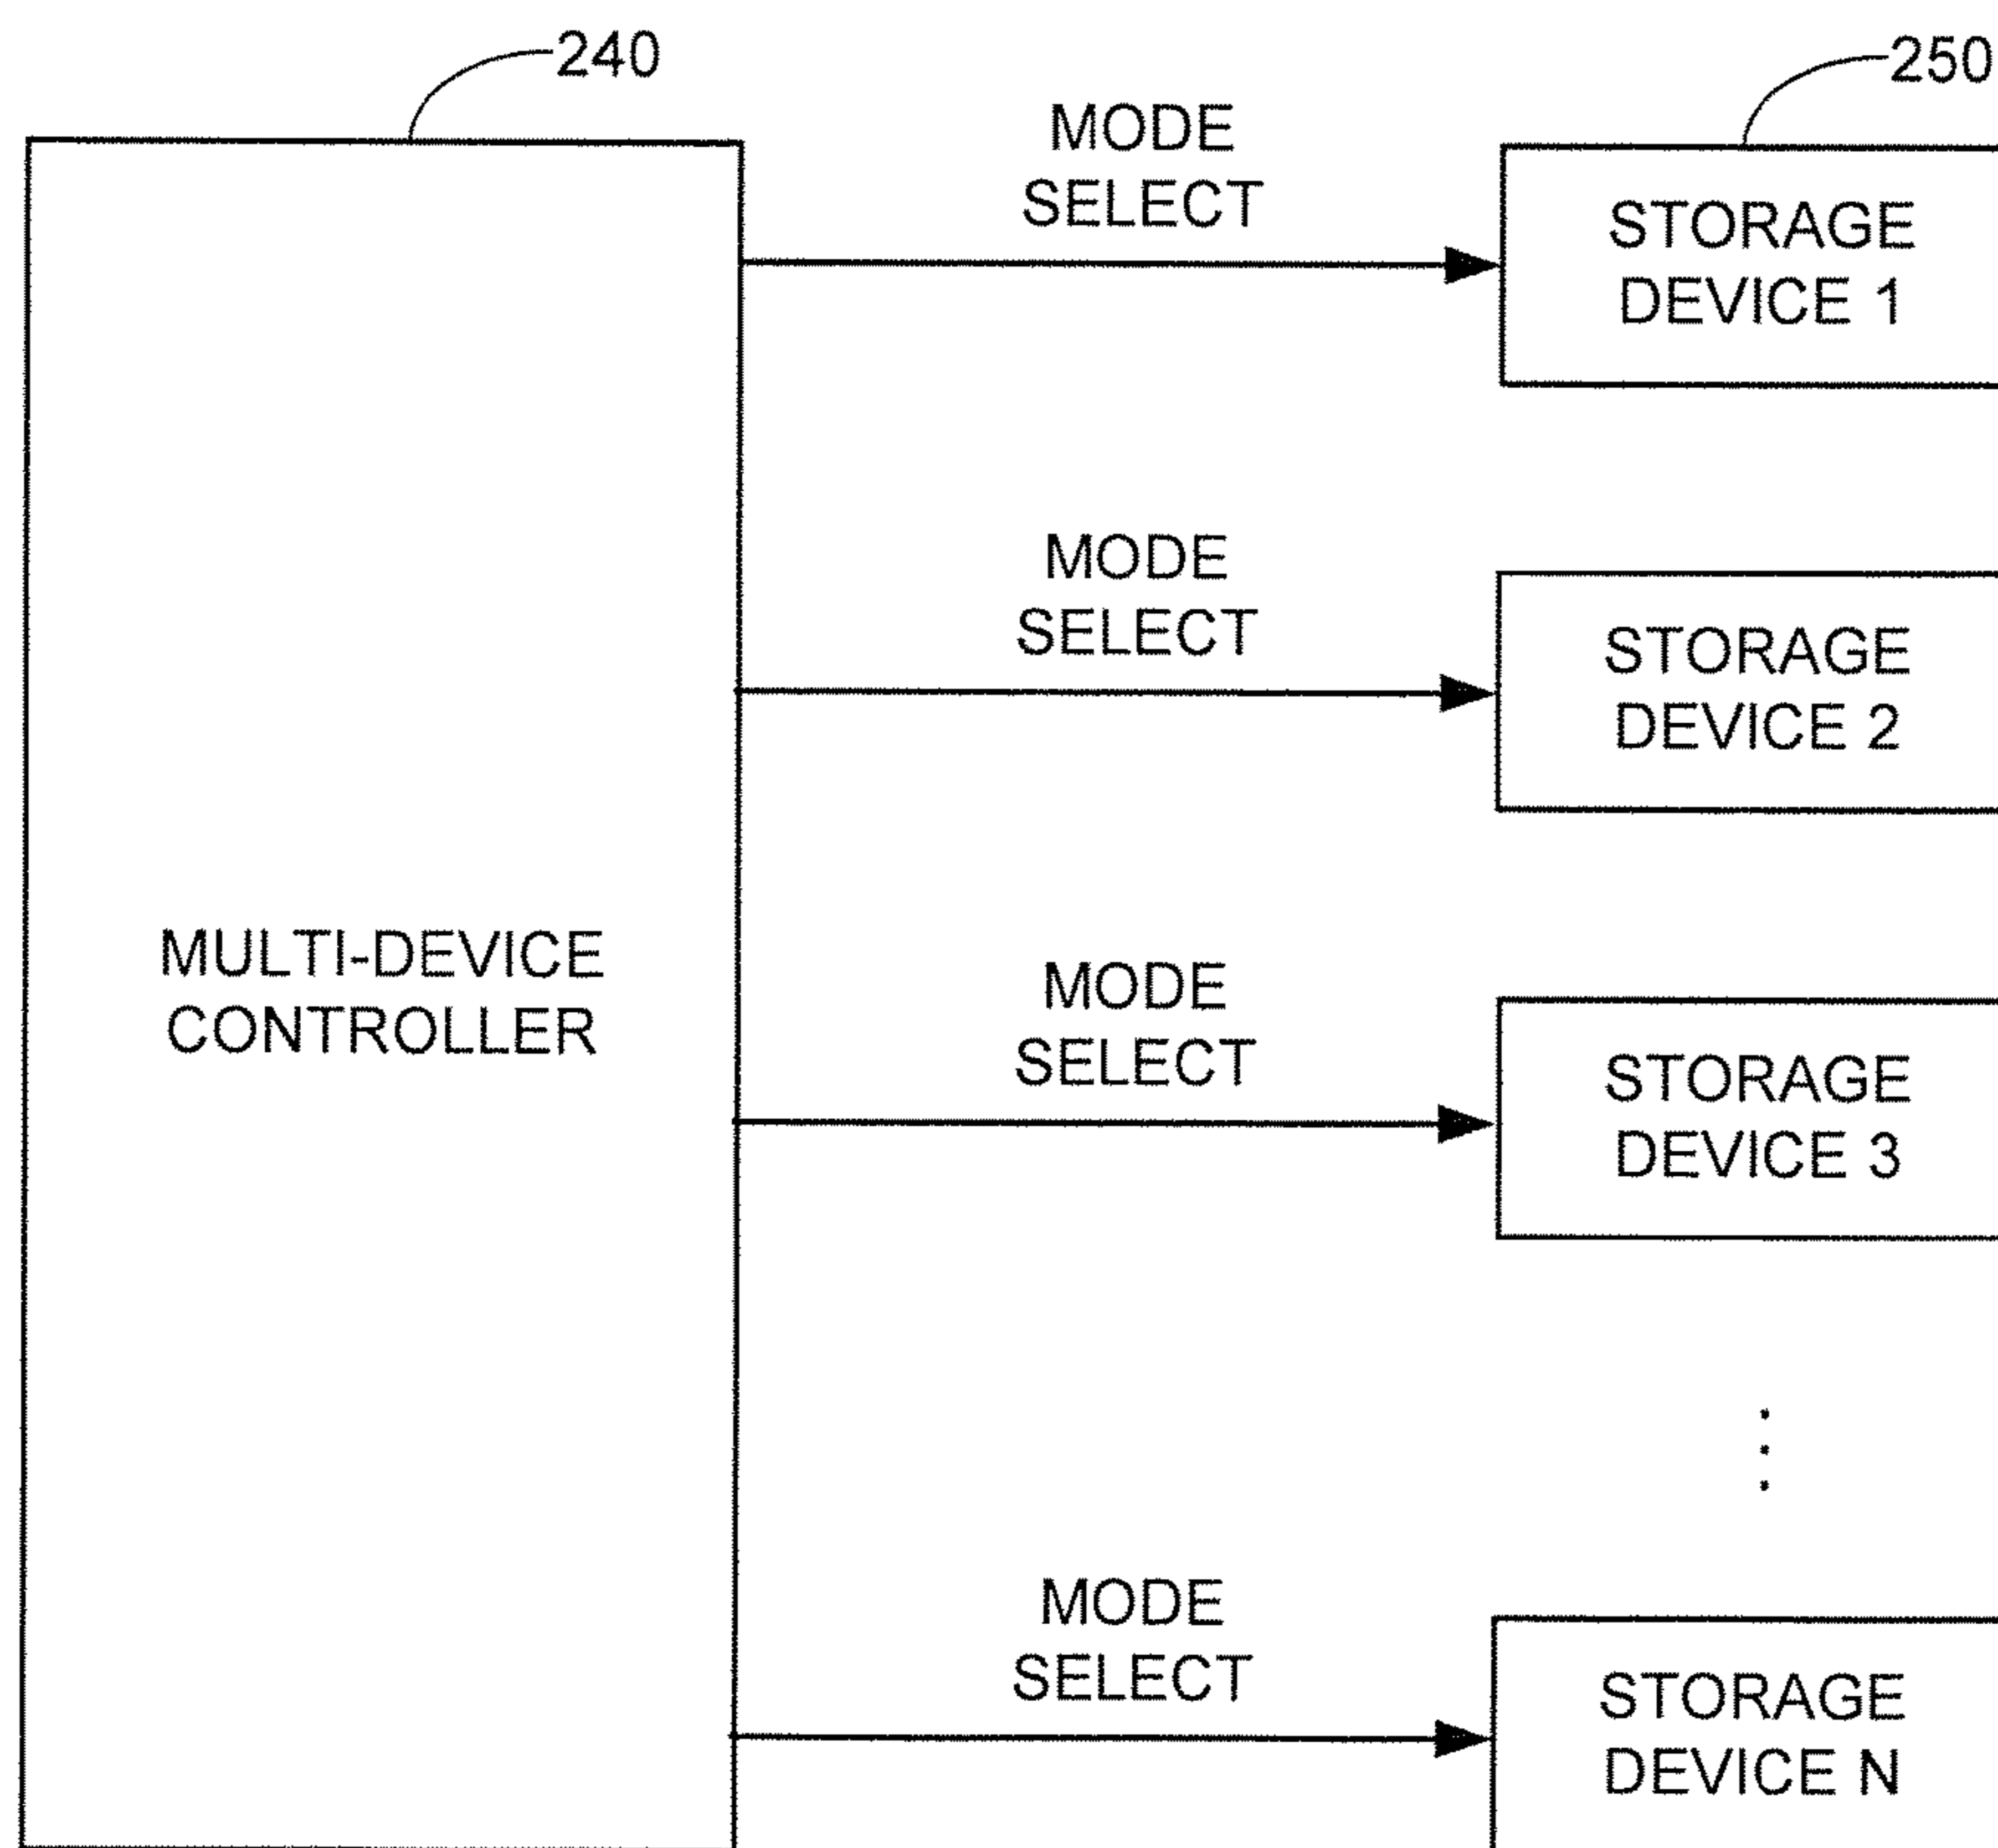 240
250
MODE
SELECT
STORAGE
DEVICE 1
MODE
SELECT
STORAGE
DEVICE 2
MULTI-DEVICE
CONTROLLER
MODE
SELECT
STORAGE
DEVICE 3
MODE
SELECT
STORAGE
DEVICE N